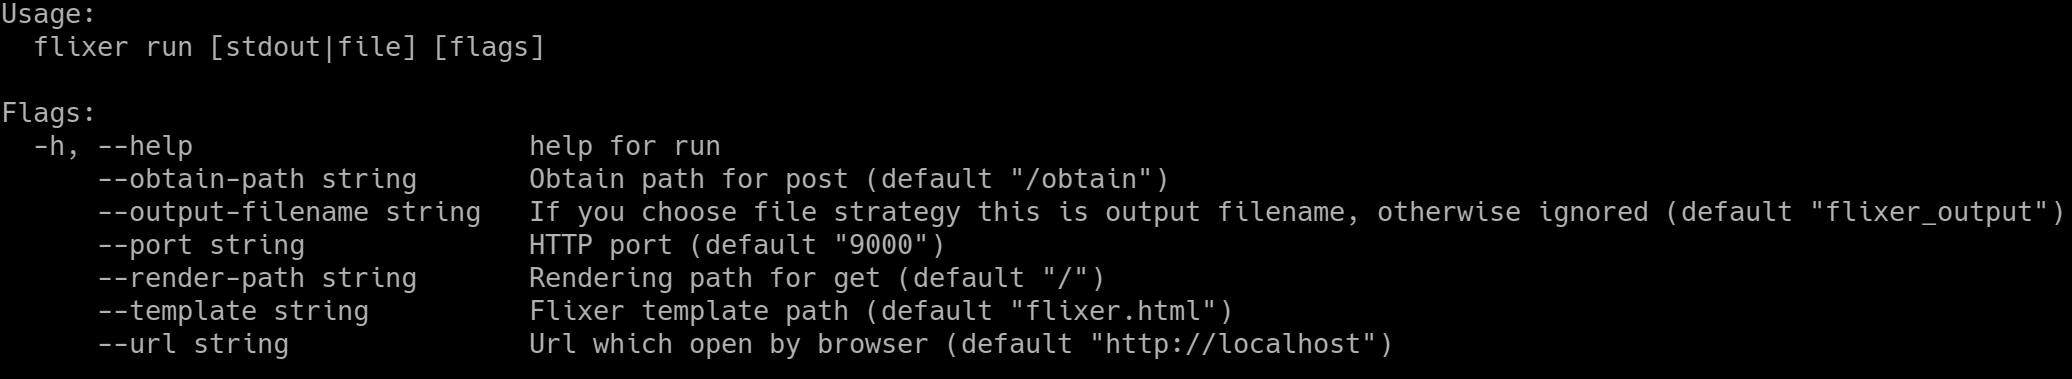 Usage:
  flixer run [stdout|file] [flags]

Flags:
  -h, --help                     help for run
      --obtain-path string       Obtain path for post (default "/obtain")
      --output-filename string   If you choose file strategy this is output filename, otherwise ignored (default "flixer_output")
      --port string              HTTP port (default "9000")
      --render-path string       Rendering path for get (default "/")
      --template string          Flixer template path (default "flixer.html")
      --url string               Url which open by browser (default "http://localhost")